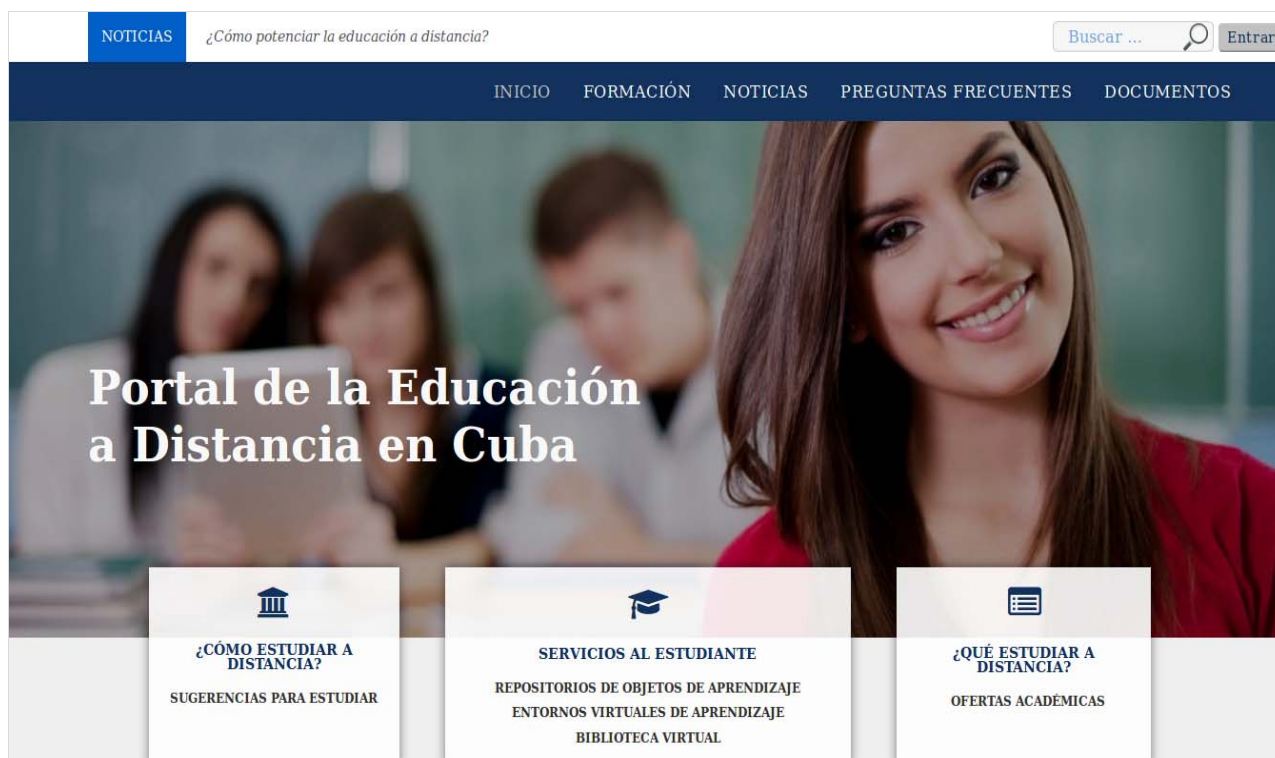 NOTICIAS ¿Cómo potenciar la educación a distancia? Buscar ... Entrar
INICIO FORMACIÓN NOTICIAS PREGUNTAS FRECUENTES DOCUMENTOS
Portal de la Educación
a Distancia en Cuba
¿CÓMO ESTUDIAR A
DISTANCIA?
SUGERENCIAS PARA ESTUDIAR
SERVICIOS AL ESTUDIANTE
REPOSITORIOS DE OBJETOS DE APRENDIZAJE
ENTORNOS VIRTUALES DE APRENDIZAJE
BIBLIOTECA VIRTUAL
¿QUÉ ESTUDIAR A
DISTANCIA?
OFERTAS ACADÉMICAS